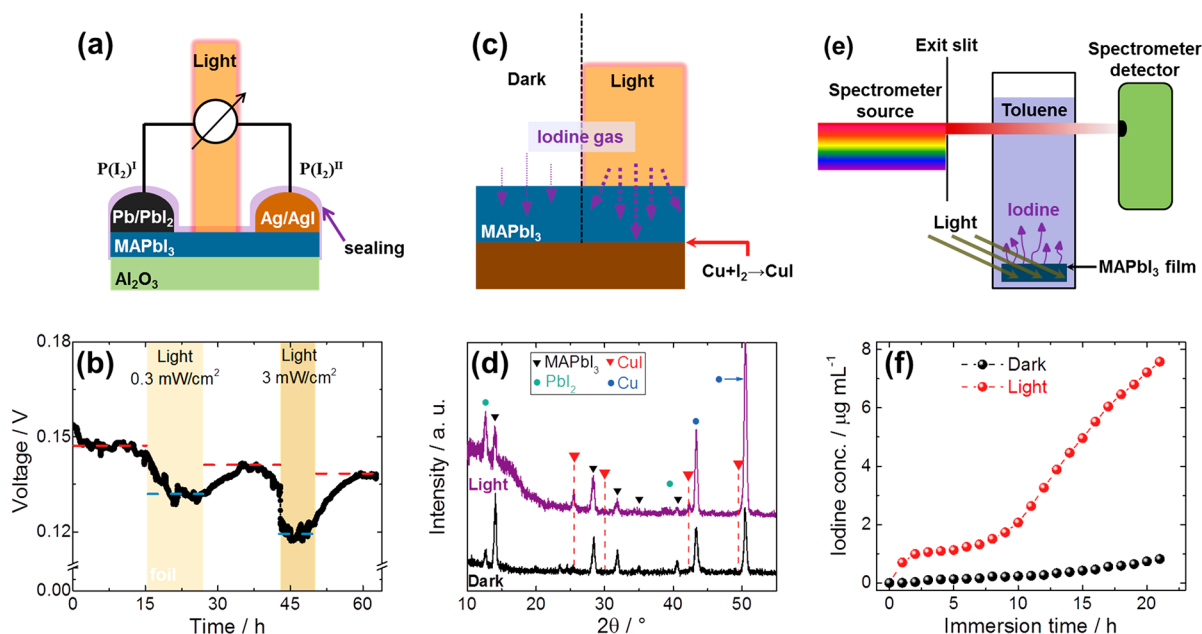 (a)
Light
P(I₂)ᴵ
P(I₂)ᴵᴵ
Pb/PbI₂
Ag/AgI
sealing
MAPbI₃
Al₂O₃
(c)
Dark
Light
Iodine gas
MAPbI₃
Cu+I₂→CuI
(e)
Exit slit
Spectrometer
detector
Spectrometer
source
Toluene
Iodine
Light
MAPbI₃ film
(b)
Light
0.3 mW/cm²
Light
3 mW/cm²
0.18
0.15
0.12
0.00
Voltage / V
foil
0
15
30
45
60
Time / h
(d)
MAPbI₃
CuI
PbI₂
Cu
Intensity / a. u.
Light
Dark
10
20
30
40
50
2θ / °
(f)
Dark
Light
8
6
4
2
0
Iodine conc. / µg mL⁻¹
0
5
10
15
20
Immersion time / h